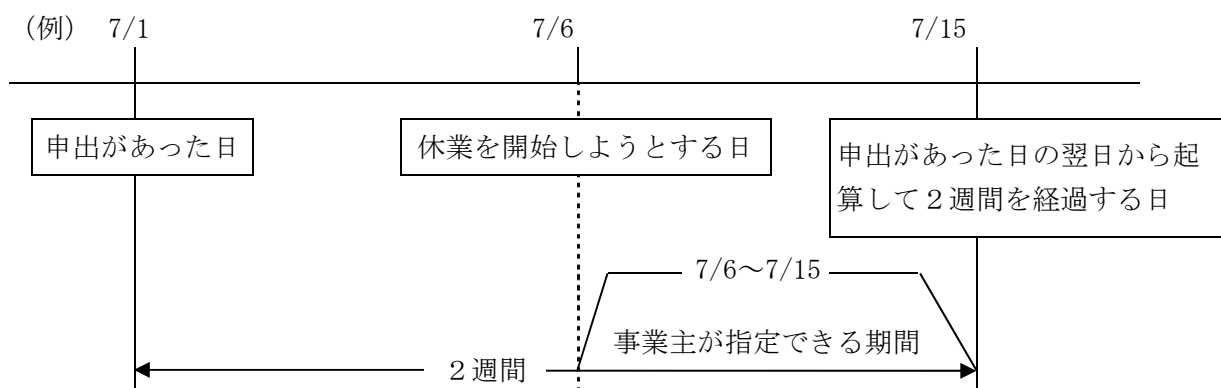 (例) 7/1 7/6 7/15
申出があった日
休業を開始しようとする日
申出があった日の翌日から起
算して2週間を経過する日
7/6~7/15
事業主が指定できる期間
2週間